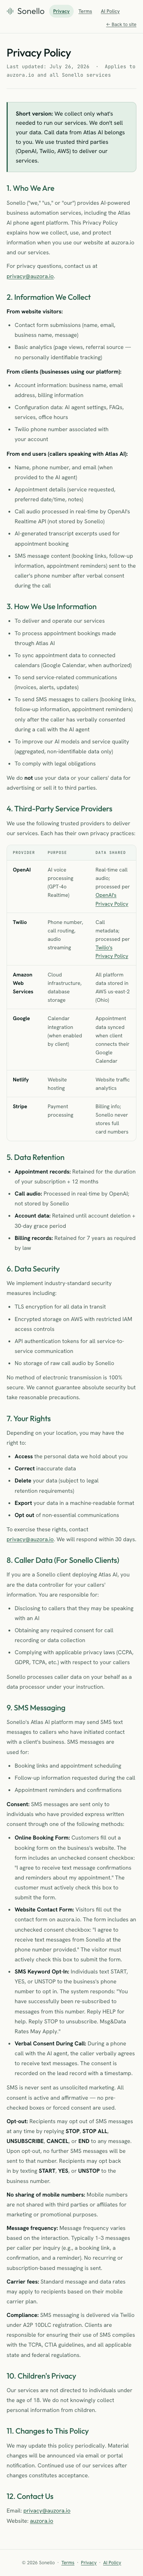 Sonello Privacy Terms AI Policy
← Back to site
Privacy Policy
Last updated: July 26, 2026 · Applies to
auzora.io and all Sonello services
Short version: We collect only what's
needed to run our services. We don't sell
your data. Call data from Atlas AI belongs
to you. We use trusted third parties
(OpenAI, Twilio, AWS) to deliver our
services.
1. Who We Are
Sonello ("we," "us," or "our") provides AI-powered
business automation services, including the Atlas
AI phone agent platform. This Privacy Policy
explains how we collect, use, and protect
information when you use our website at auzora.io
and our services.
For privacy questions, contact us at
privacy@auzora.io.
2. Information We Collect
From website visitors:
• Contact form submissions (name, email,
business name, message)
• Basic analytics (page views, referral source —
no personally identifiable tracking)
From clients (businesses using our platform):
• Account information: business name, email
address, billing information
• Configuration data: AI agent settings, FAQs,
services, office hours
• Twilio phone number associated with
your account
From end users (callers speaking with Atlas AI):
• Name, phone number, and email (when
provided to the AI agent)
• Appointment details (service requested,
preferred date/time, notes)
• Call audio processed in real-time by OpenAI's
Realtime API (not stored by Sonello)
• AI-generated transcript excerpts used for
appointment booking
• SMS message content (booking links, follow-up
information, appointment reminders) sent to the
caller's phone number after verbal consent
during the call
3. How We Use Information
• To deliver and operate our services
• To process appointment bookings made
through Atlas AI
• To sync appointment data to connected
calendars (Google Calendar, when authorized)
• To send service-related communications
(invoices, alerts, updates)
• To send SMS messages to callers (booking links,
follow-up information, appointment reminders)
only after the caller has verbally consented
during a call with the AI agent
• To improve our AI models and service quality
(aggregated, non-identifiable data only)
• To comply with legal obligations
We do not use your data or your callers' data for
advertising or sell it to third parties.
4. Third-Party Service Providers
We use the following trusted providers to deliver
our services. Each has their own privacy practices:
PROVIDER PURPOSE DATA SHARED
OpenAI AI voice processing (GPT-4o Realtime) Real-time call audio; processed per OpenAI's Privacy Policy
Twilio Phone number, call routing, audio streaming Call metadata; processed per Twilio's Privacy Policy
Amazon Web Services Cloud infrastructure, database storage All platform data stored in AWS us-east-2 (Ohio)
Google Calendar integration (when enabled by client) Appointment data synced when client connects their Google Calendar
Netlify Website hosting Website traffic analytics
Stripe Payment processing Billing info; Sonello never stores full card numbers
5. Data Retention
• Appointment records: Retained for the duration
of your subscription + 12 months
• Call audio: Processed in real-time by OpenAI;
not stored by Sonello
• Account data: Retained until account deletion +
30-day grace period
• Billing records: Retained for 7 years as required
by law
6. Data Security
We implement industry-standard security
measures including:
• TLS encryption for all data in transit
• Encrypted storage on AWS with restricted IAM
access controls
• API authentication tokens for all service-to-
service communication
• No storage of raw call audio by Sonello
No method of electronic transmission is 100%
secure. We cannot guarantee absolute security but
take reasonable precautions.
7. Your Rights
Depending on your location, you may have the
right to:
• Access the personal data we hold about you
• Correct inaccurate data
• Delete your data (subject to legal
retention requirements)
• Export your data in a machine-readable format
• Opt out of non-essential communications
To exercise these rights, contact
privacy@auzora.io. We will respond within 30 days.
8. Caller Data (For Sonello Clients)
If you are a Sonello client deploying Atlas AI, you
are the data controller for your callers'
information. You are responsible for:
• Disclosing to callers that they may be speaking
with an AI
• Obtaining any required consent for call
recording or data collection
• Complying with applicable privacy laws (CCPA,
GDPR, TCPA, etc.) with respect to your callers
Sonello processes caller data on your behalf as a
data processor under your instruction.
9. SMS Messaging
Sonello's Atlas AI platform may send SMS text
messages to callers who have initiated contact
with a client's business. SMS messages are
used for:
• Booking links and appointment scheduling
• Follow-up information requested during the call
• Appointment reminders and confirmations
Consent: SMS messages are sent only to
individuals who have provided express written
consent through one of the following methods:
• Online Booking Form: Customers fill out a
booking form on the business's website. The
form includes an unchecked consent checkbox:
"I agree to receive text message confirmations
and reminders about my appointment." The
customer must actively check this box to
submit the form.
• Website Contact Form: Visitors fill out the
contact form on auzora.io. The form includes an
unchecked consent checkbox: "I agree to
receive text messages from Sonello at the
phone number provided." The visitor must
actively check this box to submit the form.
• SMS Keyword Opt-In: Individuals text START,
YES, or UNSTOP to the business's phone
number to opt in. The system responds: "You
have successfully been re-subscribed to
messages from this number. Reply HELP for
help. Reply STOP to unsubscribe. Msg&Data
Rates May Apply."
• Verbal Consent During Call: During a phone
call with the AI agent, the caller verbally agrees
to receive text messages. The consent is
recorded on the lead record with a timestamp.
SMS is never sent as unsolicited marketing. All
consent is active and affirmative — no pre-
checked boxes or forced consent are used.
Opt-out: Recipients may opt out of SMS messages
at any time by replying STOP, STOP ALL,
UNSUBSCRIBE, CANCEL, or END to any message.
Upon opt-out, no further SMS messages will be
sent to that number. Recipients may opt back
in by texting START, YES, or UNSTOP to the
business number.
No sharing of mobile numbers: Mobile numbers
are not shared with third parties or affiliates for
marketing or promotional purposes.
Message frequency: Message frequency varies
based on the interaction. Typically 1–3 messages
per caller per inquiry (e.g., a booking link, a
confirmation, and a reminder). No recurring or
subscription-based messaging is sent.
Carrier fees: Standard message and data rates
may apply to recipients based on their mobile
carrier plan.
Compliance: SMS messaging is delivered via Twilio
under A2P 10DLC registration. Clients are
responsible for ensuring their use of SMS complies
with the TCPA, CTIA guidelines, and all applicable
state and federal regulations.
10. Children's Privacy
Our services are not directed to individuals under
the age of 18. We do not knowingly collect
personal information from children.
11. Changes to This Policy
We may update this policy periodically. Material
changes will be announced via email or portal
notification. Continued use of our services after
changes constitutes acceptance.
12. Contact Us
Email: privacy@auzora.io
Website: auzora.io
© 2026 Sonello · Terms · Privacy · AI Policy